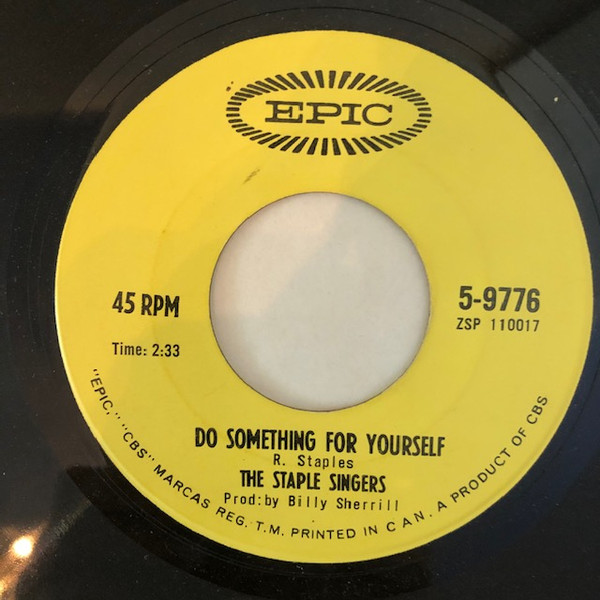 EPIC
45 RPM
5-9776
ZSP 110017
Time: 2:33
DO SOMETHING FOR YOURSELF
R. Staples
THE STAPLE SINGERS
Prod:by Billy Sherrill
"EPIC," "CBS" MARCAS REG. T.M. PRINTED IN CAN. A PRODUCT OF CBS